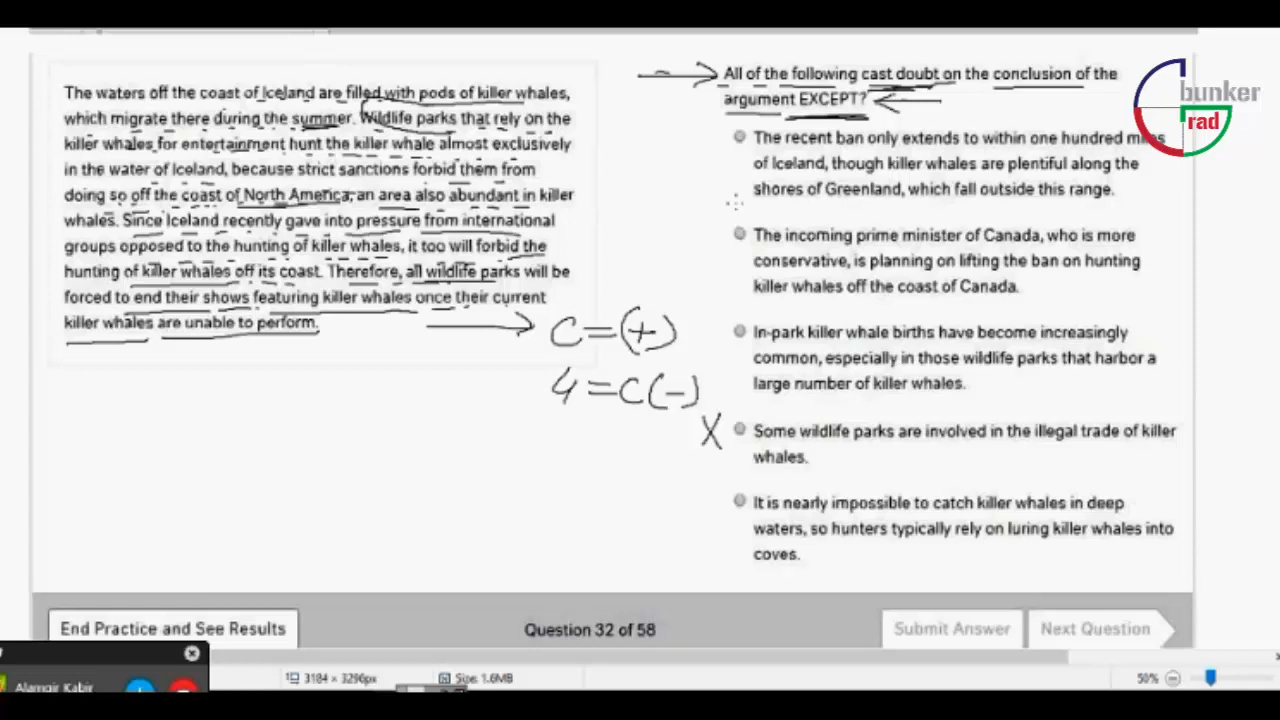 The waters off the coast of Iceland are filled with pods of killer whales,
which migrate there during the summer. Wildlife parks that rely on the
killer whales for entertainment hunt the killer whale almost exclusively
in the water of Iceland, because strict sanctions forbid them from
doing so off the coast of North America, an area also abundant in killer
whales. Since Iceland recently gave into pressure from international
groups opposed to the hunting of killer whales, it too will forbid the
hunting of killer whales off its coast. Therefore, all wildlife parks will be
forced to end their shows featuring killer whales once their current
killer whales are unable to perform.
C=(+)
4=C(-)
All of the following cast doubt on the conclusion of the
argument EXCEPT?
The recent ban only extends to within one hundred miles
of Iceland, though killer whales are plentiful along the
shores of Greenland, which fall outside this range.
The incoming prime minister of Canada, who is more
conservative, is planning on lifting the ban on hunting
killer whales off the coast of Canada.
In-park killer whale births have become increasingly
common, especially in those wildlife parks that harbor a
large number of killer whales.
X
Some wildlife parks are involved in the illegal trade of killer
whales.
It is nearly impossible to catch killer whales in deep
waters, so hunters typically rely on luring killer whales into
coves.
bunker
rad
End Practice and See Results
Question 32 of 58
Submit Answer
Next Question
Alamgir Kabir
3184 × 3296px
Size: 1.6MB
50%